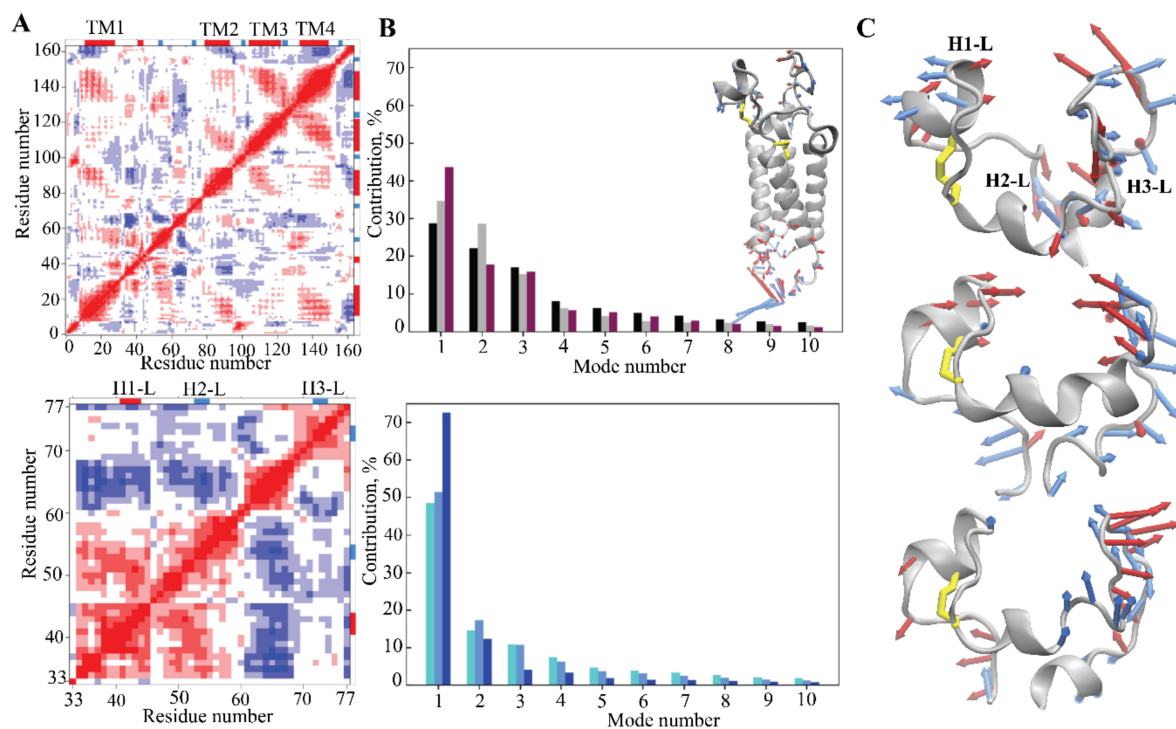 A
TM1 TM2 TM3 TM4
160
140
120
100
80
60
40
20
0
Residue number
0 20 40 60 80 100 120 140 160
Residue number
B
70
60
50
40
30
20
10
0
Contribution, %
1 2 3 4 5 6 7 8 9 10
Mode number
C
H1-L
H2-L
H3-L
H1-L H2-L H3-L
77
70
60
50
40
33
Residue number
33 40 50 60 70 77
Residue number
70
60
50
40
30
20
10
0
Contribution, %
1 2 3 4 5 6 7 8 9 10
Mode number